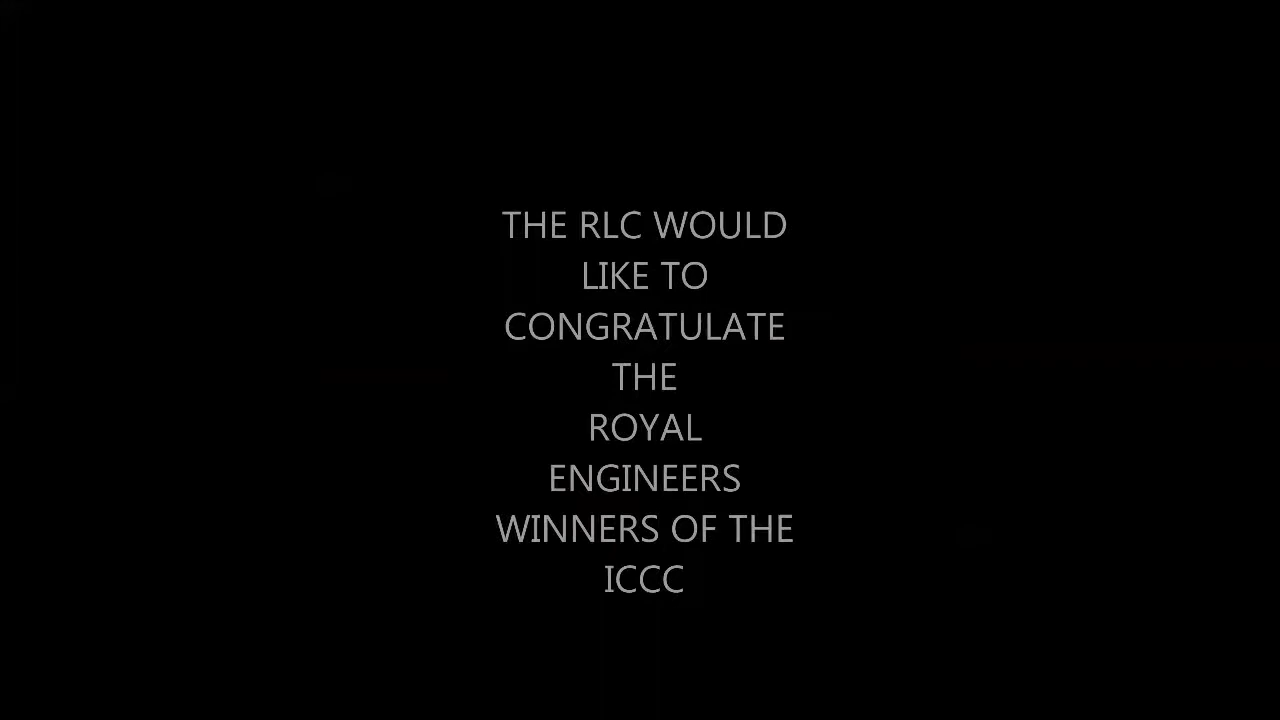 THE RLC WOULD
LIKE TO
CONGRATULATE
THE
ROYAL
ENGINEERS
WINNERS OF THE
ICCC